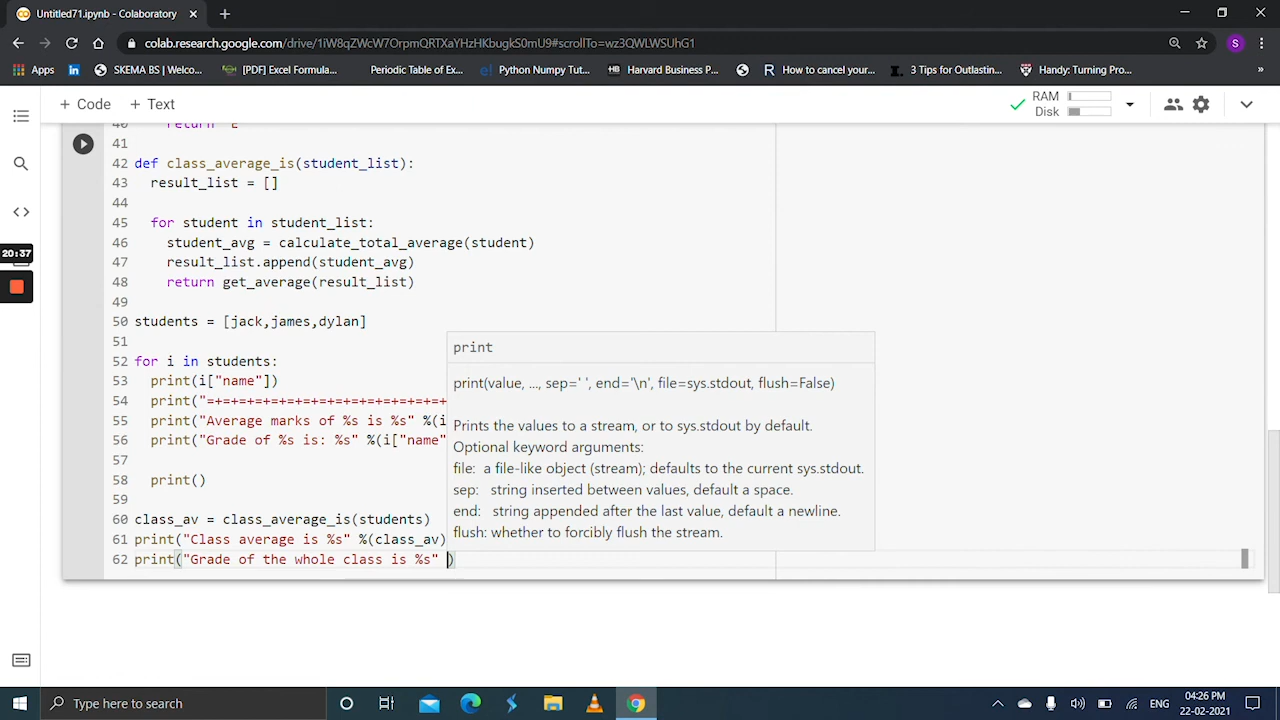 Untitled71.ipynb - Colaboratory
colab.research.google.com/drive/1iW8qZWcW7OrpmQRTXaYHzHKbugkS0mU9#scrollTo=wz3QWLWSUhG1
S
Apps
SKEMA BS | Welco...
[PDF] Excel Formula...
Periodic Table of Ex...
Python Numpy Tut...
Harvard Business P...
How to cancel your...
3 Tips for Outlastin...
Handy: Turning Pro...
»
+ Code + Text
RAM
Disk
41
42 def class_average_is(student_list):
43 result_list = []
44
45 for student in student_list:
46 student_avg = calculate_total_average(student)
47 result_list.append(student_avg)
48 return get_average(result_list)
49
50 students = [jack,james,dylan]
51
52 for i in students:
53 print(i["name"])
54 print("=+=+=+=+=+=+=+=+=+=+=+=+=+=+=
55 print("Average marks of %s is %s" %(i
56 print("Grade of %s is: %s" %(i["name"
57
58 print()
59
60 class_av = class_average_is(students)
61 print("Class average is %s" %(class_av)
62 print("Grade of the whole class is %s" )
print
print(value, ..., sep=' ', end='\n', file=sys.stdout, flush=False)
Prints the values to a stream, or to sys.stdout by default.
Optional keyword arguments:
file: a file-like object (stream); defaults to the current sys.stdout.
sep: string inserted between values, default a space.
end: string appended after the last value, default a newline.
flush: whether to forcibly flush the stream.
20:37
Type here to search
ENG
04:26 PM
22-02-2021